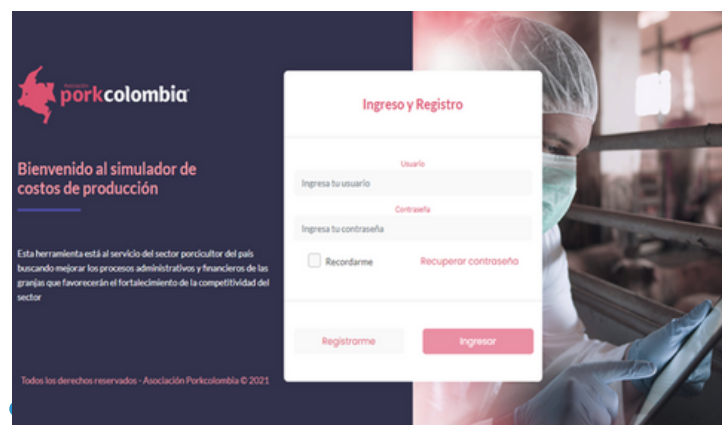 Asociación
porkcolombia
Bienvenido al simulador de
costos de producción
Esta herramienta está al servicio del sector porcicultor del país
buscando mejorar los procesos administrativos y financieros de las
granjas que favorecerán el fortalecimiento de la competitividad del
sector
Todos los derechos reservados - Asociación Porkcolombia © 2021
Ingreso y Registro
Usuario
Ingresa tu usuario
Contraseña
Ingresa tu contraseña
Recordarme
Recuperar contraseña
Registrarme
Ingresar